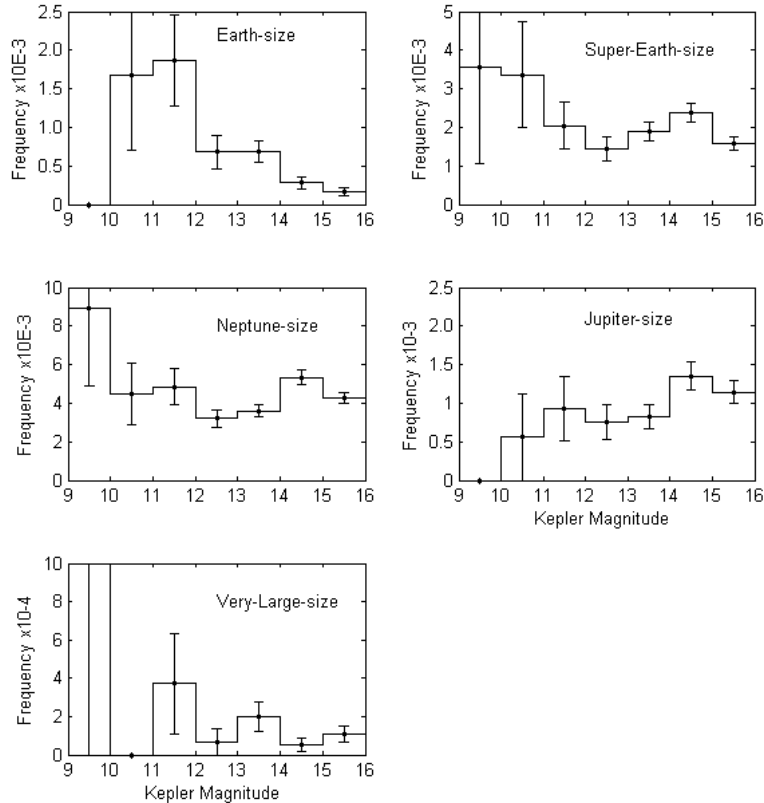 Earth-size
Frequency x10E-3
2.5
2.0
1.5
1.0
0.5
0
9 10 11 12 13 14 15 16
Super-Earth-size
Frequency x10E-3
5
4
3
2
1
0
9 10 11 12 13 14 15 16
Neptune-size
Frequency x10E-3
10
8
6
4
2
0
9 10 11 12 13 14 15 16
Jupiter-size
Frequency x10-3
2.5
2.0
1.5
1
0.5
0
9 10 11 12 13 14 15 16
Kepler Magnitude
Very-Large-size
Frequency x10-4
10
8
6
4
2
0
9 10 11 12 13 14 15 16
Kepler Magnitude